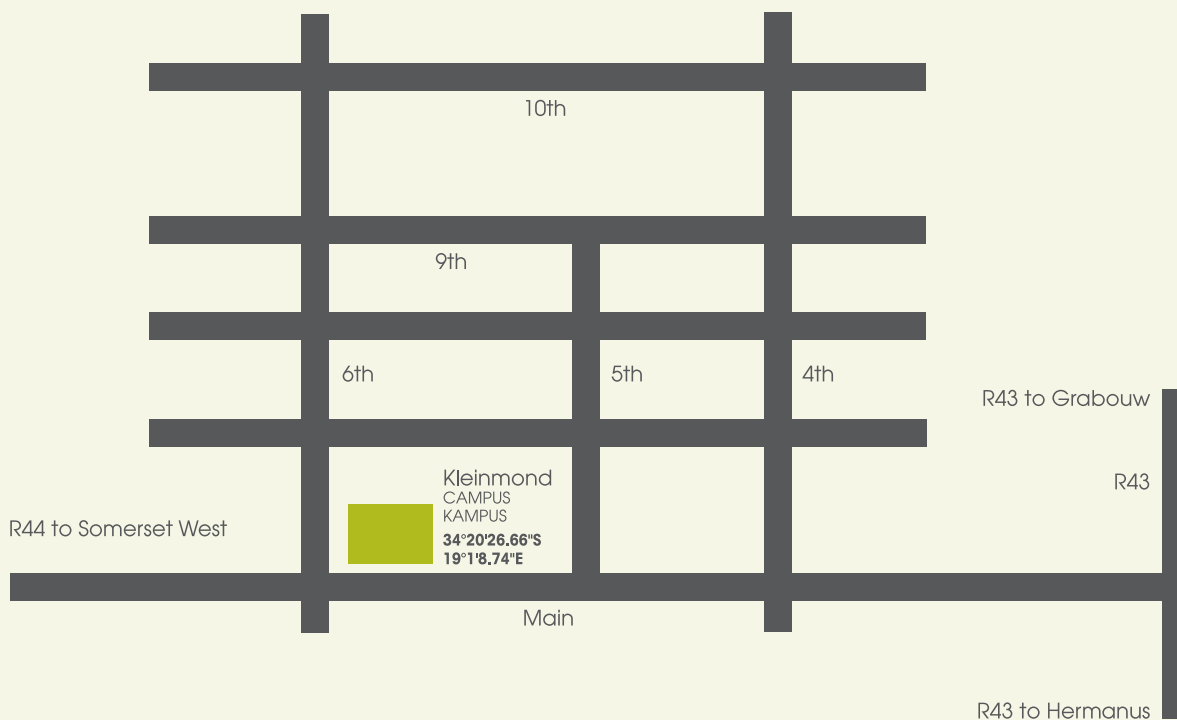 10th
9th
6th
5th
4th
R43 to Grabouw
R43
Kleinmond
CAMPUS
KAMPUS
34°20'26.66"S
19°1'8.74"E
R44 to Somerset West
Main
R43 to Hermanus